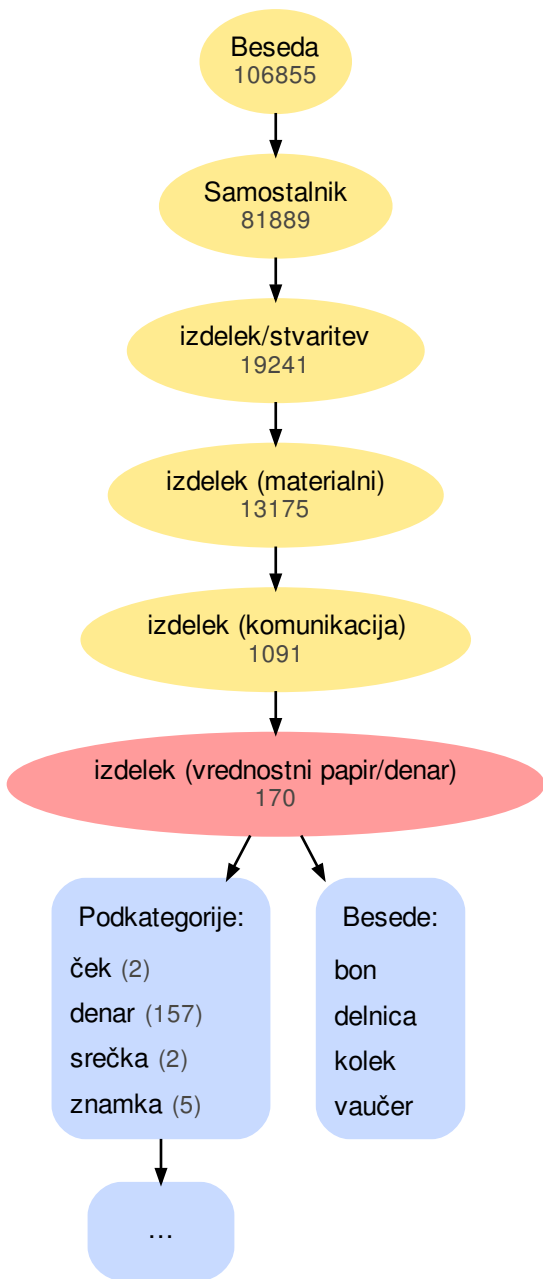 Beseda
106855
Samostalnik
81889
izdelek/stvaritev
19241
izdelek (materialni)
13175
izdelek (komunikacija)
1091
izdelek (vrednostni papir/denar)
170
Podkategorije:
ček (2)
denar (157)
srečka (2)
znamka (5)
Besede:
bon
delnica
kolek
vaučer
...